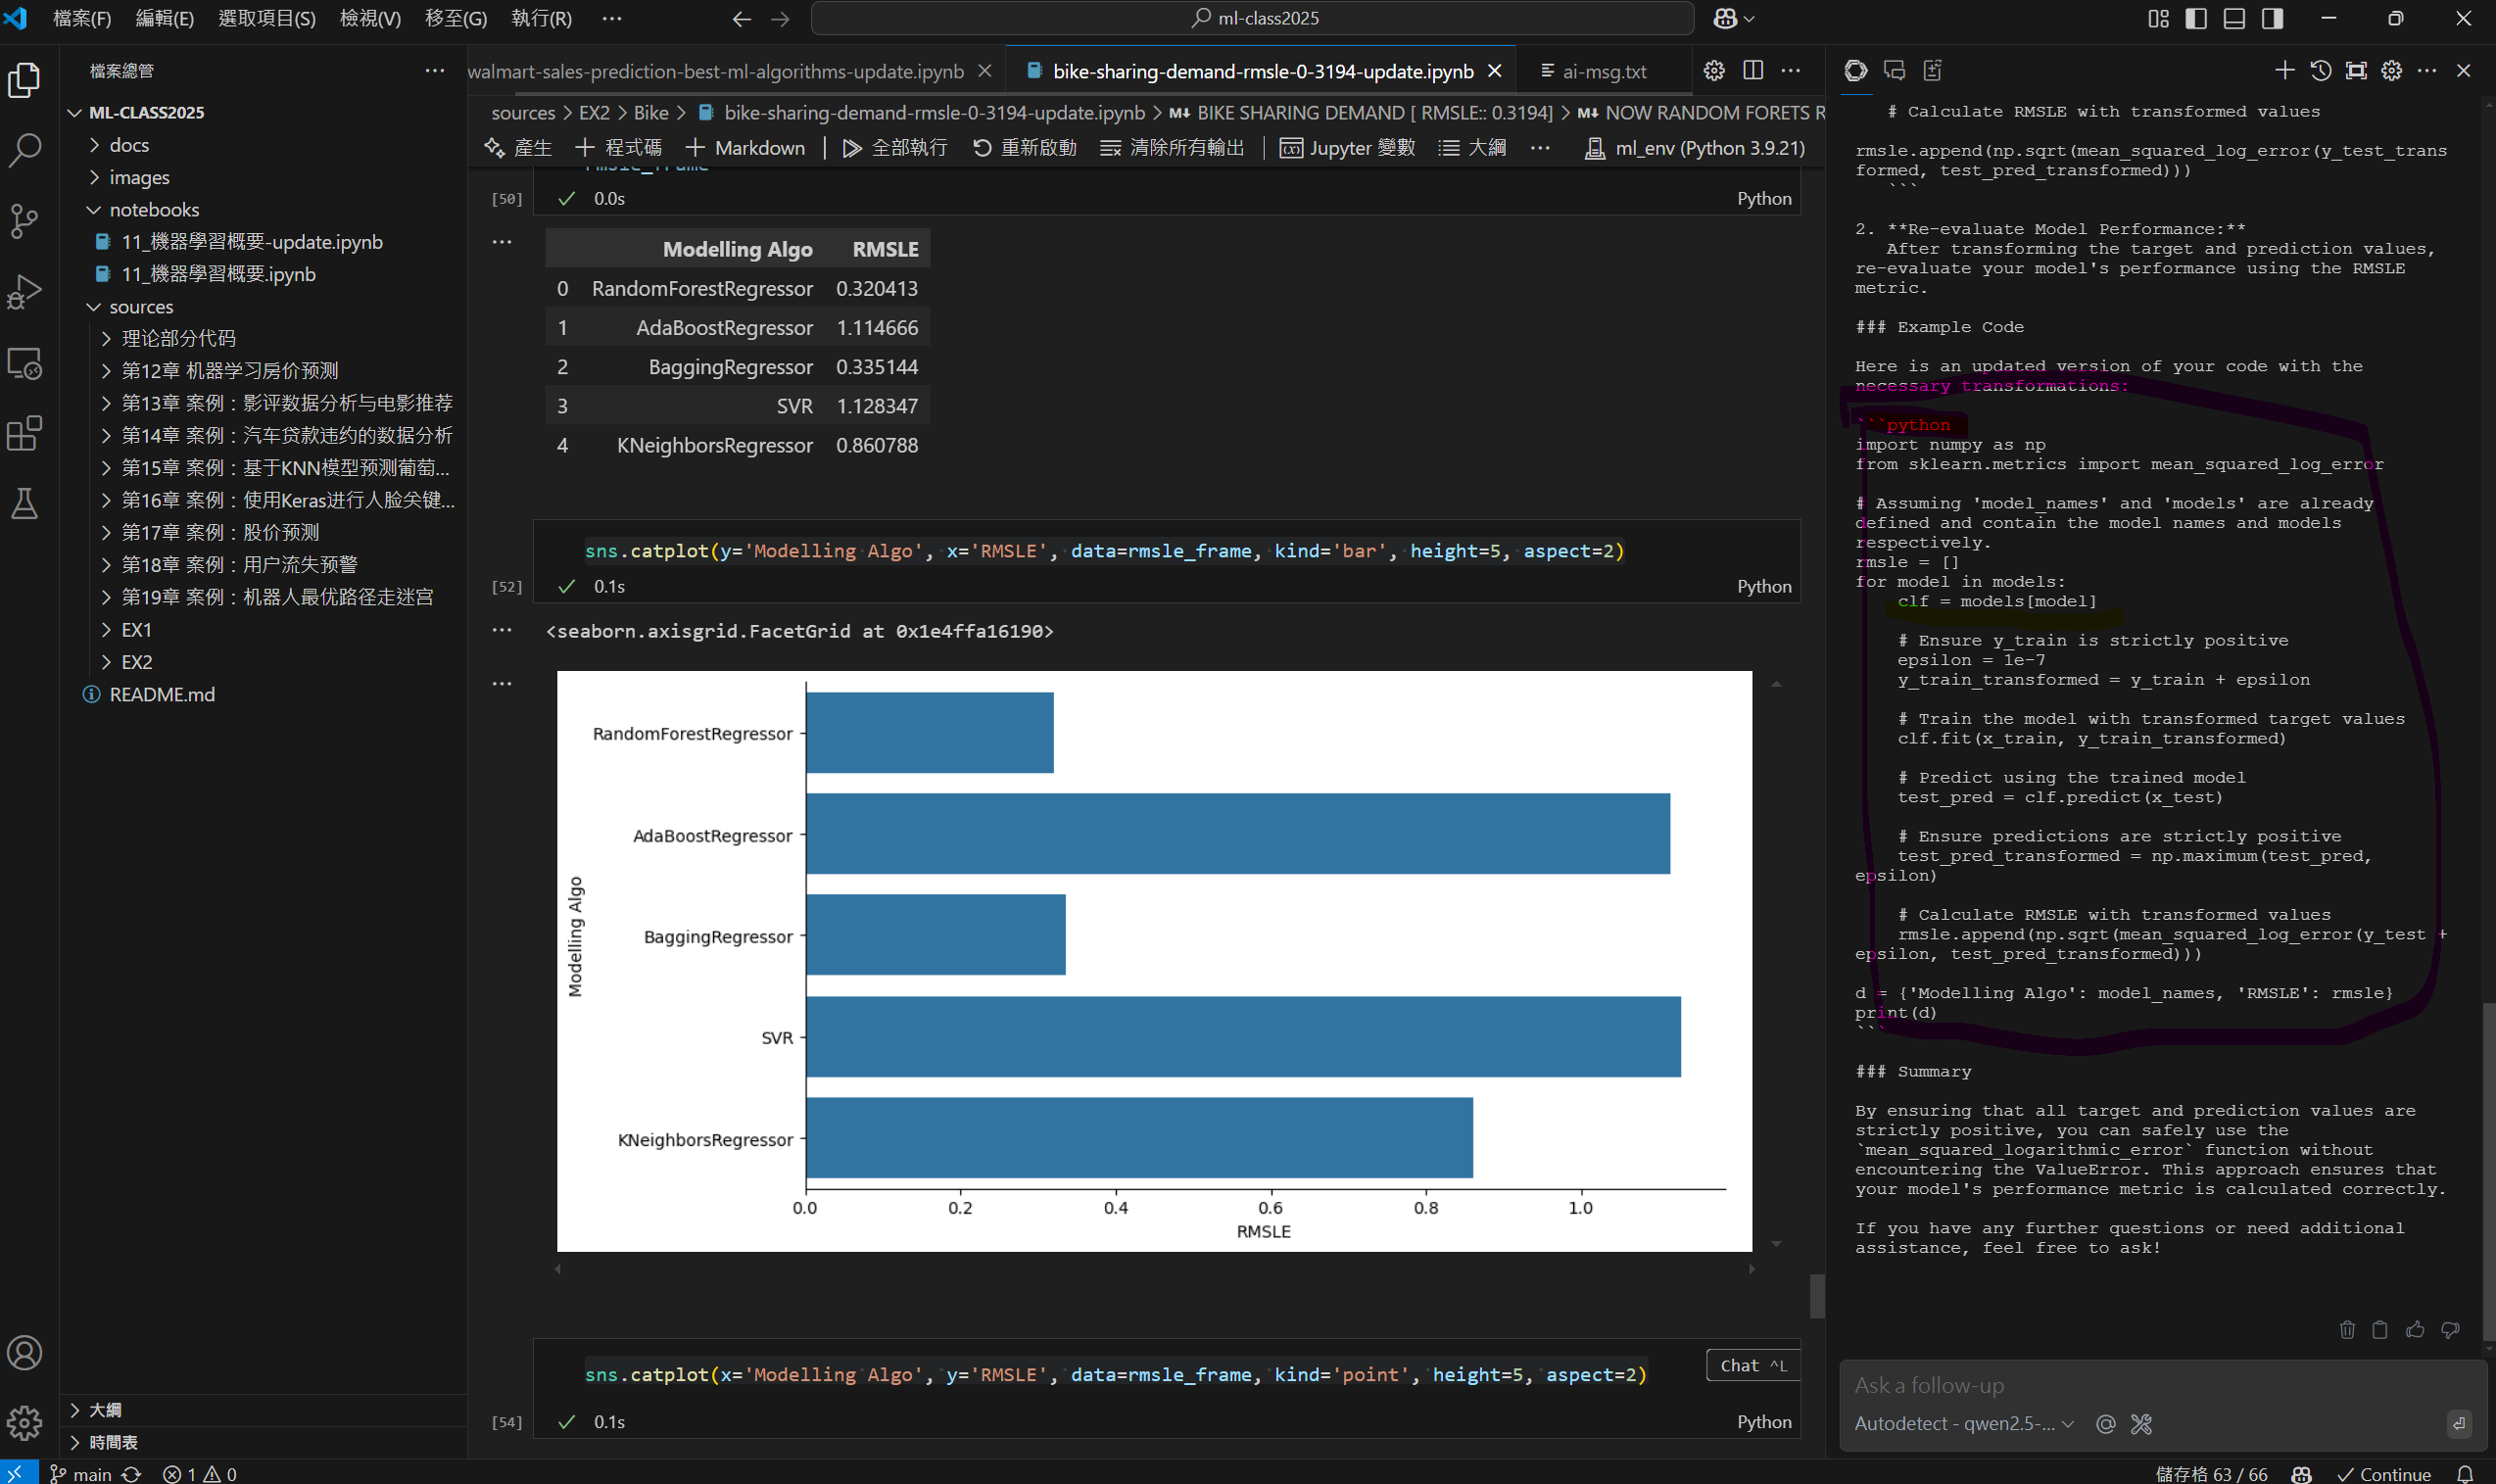 檔案(F) 編輯(E) 選取項目(S) 檢視(V) 移至(G) 執行(R) ···
ml-class2025
檔案總管
ML-CLASS2025
docs
images
notebooks
11_機器學習概要-update.ipynb
11_機器學習概要.ipynb
sources
理论部分代码
第12章 机器学习房价预测
第13章 案例：影评数据分析与电影推荐
第14章 案例：汽车贷款违约的数据分析
第15章 案例：基于KNN模型预测葡萄...
第16章 案例：使用Keras进行人脸关键...
第17章 案例：股价预测
第18章 案例：用户流失预警
第19章 案例：机器人最优路径走迷宫
EX1
EX2
README.md
大綱
時間表
walmart-sales-prediction-best-ml-algorithms-update.ipynb
bike-sharing-demand-rmsle-0-3194-update.ipynb
ai-msg.txt
sources > EX2 > Bike > bike-sharing-demand-rmsle-0-3194-update.ipynb > M↓ BIKE SHARING DEMAND [ RMSLE:: 0.3194] > M↓ NOW RANDOM FORETS R
產生 + 程式碼 + Markdown | 全部執行 重新啟動 清除所有輸出 | Jupyter 變數 大綱 ··· ml_env (Python 3.9.21)
rmsle_frame
[50] 0.0s Python
Modelling Algo RMSLE
0 RandomForestRegressor 0.320413
1 AdaBoostRegressor 1.114666
2 BaggingRegressor 0.335144
3 SVR 1.128347
4 KNeighborsRegressor 0.860788
sns.catplot(y='Modelling Algo', x='RMSLE', data=rmsle_frame, kind='bar', height=5, aspect=2)
[52] 0.1s Python
<seaborn.axisgrid.FacetGrid at 0x1e4ffa16190>
RandomForestRegressor
AdaBoostRegressor
BaggingRegressor
SVR
KNeighborsRegressor
Modelling Algo
0.0 0.2 0.4 0.6 0.8 1.0
RMSLE
Chat ^L
sns.catplot(x='Modelling Algo', y='RMSLE', data=rmsle_frame, kind='point', height=5, aspect=2)
[54] 0.1s Python
# Calculate RMSLE with transformed values
rmsle.append(np.sqrt(mean_squared_log_error(y_test_trans
formed, test_pred_transformed)))
```
2. **Re-evaluate Model Performance:**
After transforming the target and prediction values,
re-evaluate your model's performance using the RMSLE
metric.
### Example Code
Here is an updated version of your code with the
necessary transformations:
```python
import numpy as np
from sklearn.metrics import mean_squared_log_error
# Assuming 'model_names' and 'models' are already
defined and contain the model names and models
respectively.
rmsle = []
for model in models:
clf = models[model]
# Ensure y_train is strictly positive
epsilon = 1e-7
y_train_transformed = y_train + epsilon
# Train the model with transformed target values
clf.fit(x_train, y_train_transformed)
# Predict using the trained model
test_pred = clf.predict(x_test)
# Ensure predictions are strictly positive
test_pred_transformed = np.maximum(test_pred,
epsilon)
# Calculate RMSLE with transformed values
rmsle.append(np.sqrt(mean_squared_log_error(y_test +
epsilon, test_pred_transformed)))
d = {'Modelling Algo': model_names, 'RMSLE': rmsle}
print(d)
```
### Summary
By ensuring that all target and prediction values are
strictly positive, you can safely use the
`mean_squared_logarithmic_error` function without
encountering the ValueError. This approach ensures that
your model's performance metric is calculated correctly.
If you have any further questions or need additional
assistance, feel free to ask!
Ask a follow-up
Autodetect - qwen2.5-...
main 1 0
儲存格 63 / 66 Continue